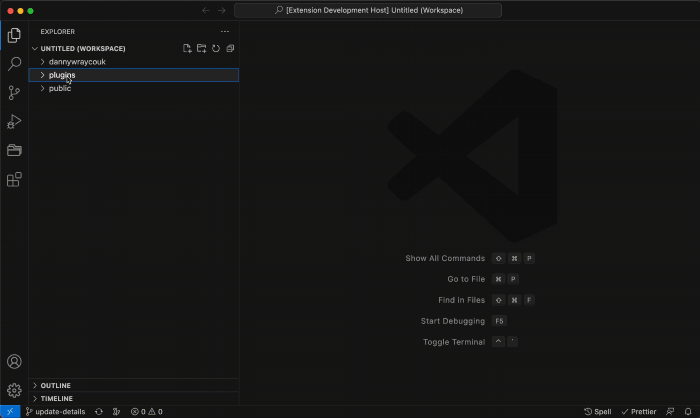 [Extension Development Host] Untitled (Workspace)
EXPLORER
UNTITLED (WORKSPACE)
dannywraycouk
plugins
public
Show All Commands ⇧ ⌘ P
Go to File ⌘ P
Find in Files ⇧ ⌘ F
Start Debugging F5
Toggle Terminal ^ `
OUTLINE
TIMELINE
update-details 0 0 Spell Prettier